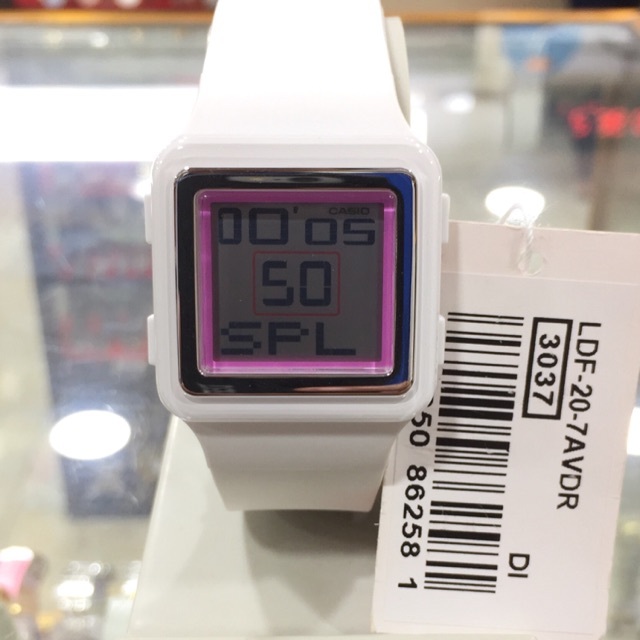 CASIO
00'05
50
SPL
LDF-20-7AVDR
3037
DI
50 86258 1